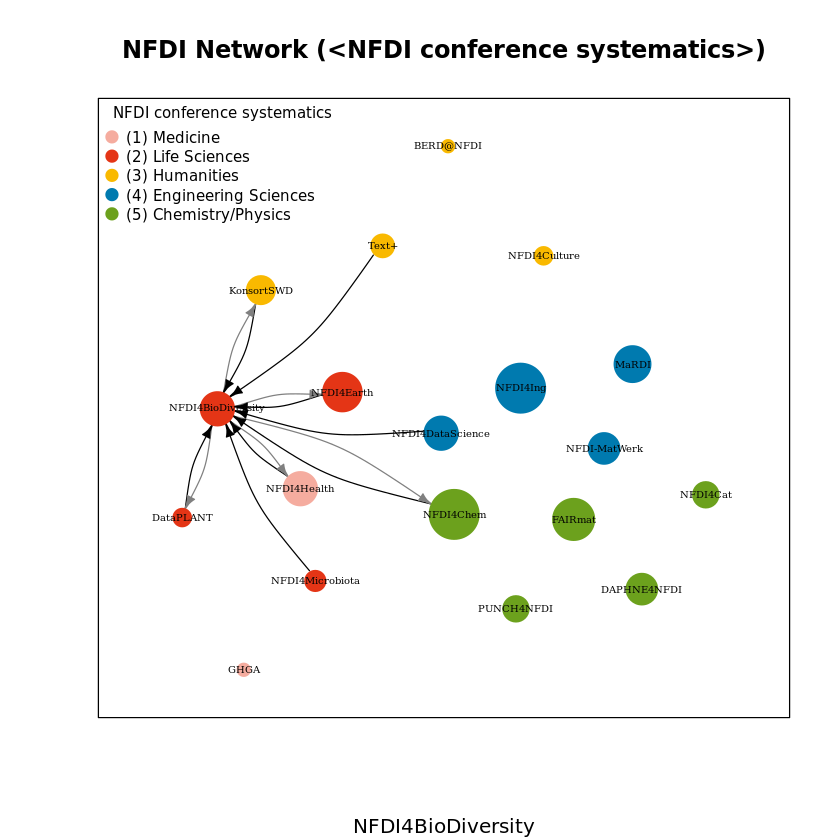 NFDI Network (<NFDI conference systematics>)
NFDI conference systematics
(1) Medicine
(2) Life Sciences
(3) Humanities
(4) Engineering Sciences
(5) Chemistry/Physics
BERD@NFDI
Text+
NFDI4Culture
KonsortSWD
MaRDI
NFDI4Ing
NFDI4Earth
NFDI4BioDiversity
NFDI4DataScience
NFDI-MatWerk
NFDI4Health
NFDI4Cat
NFDI4Chem
DataPLANT
FAIRmat
NFDI4Microbiota
DAPHNE4NFDI
PUNCH4NFDI
GHGA
NFDI4BioDiversity